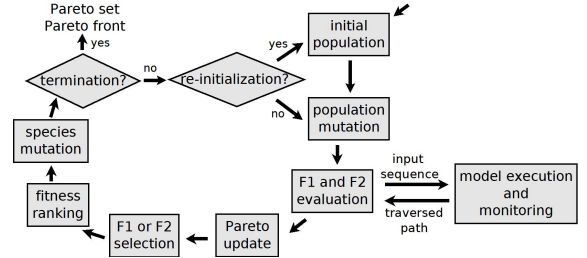 Pareto set
Pareto front
yes
termination?
no
re-initialization?
yes
no
initial
population
population
mutation
F1 and F2
evaluation
input
sequence
traversed
path
model execution
and
monitoring
Pareto
update
F1 or F2
selection
fitness
ranking
species
mutation